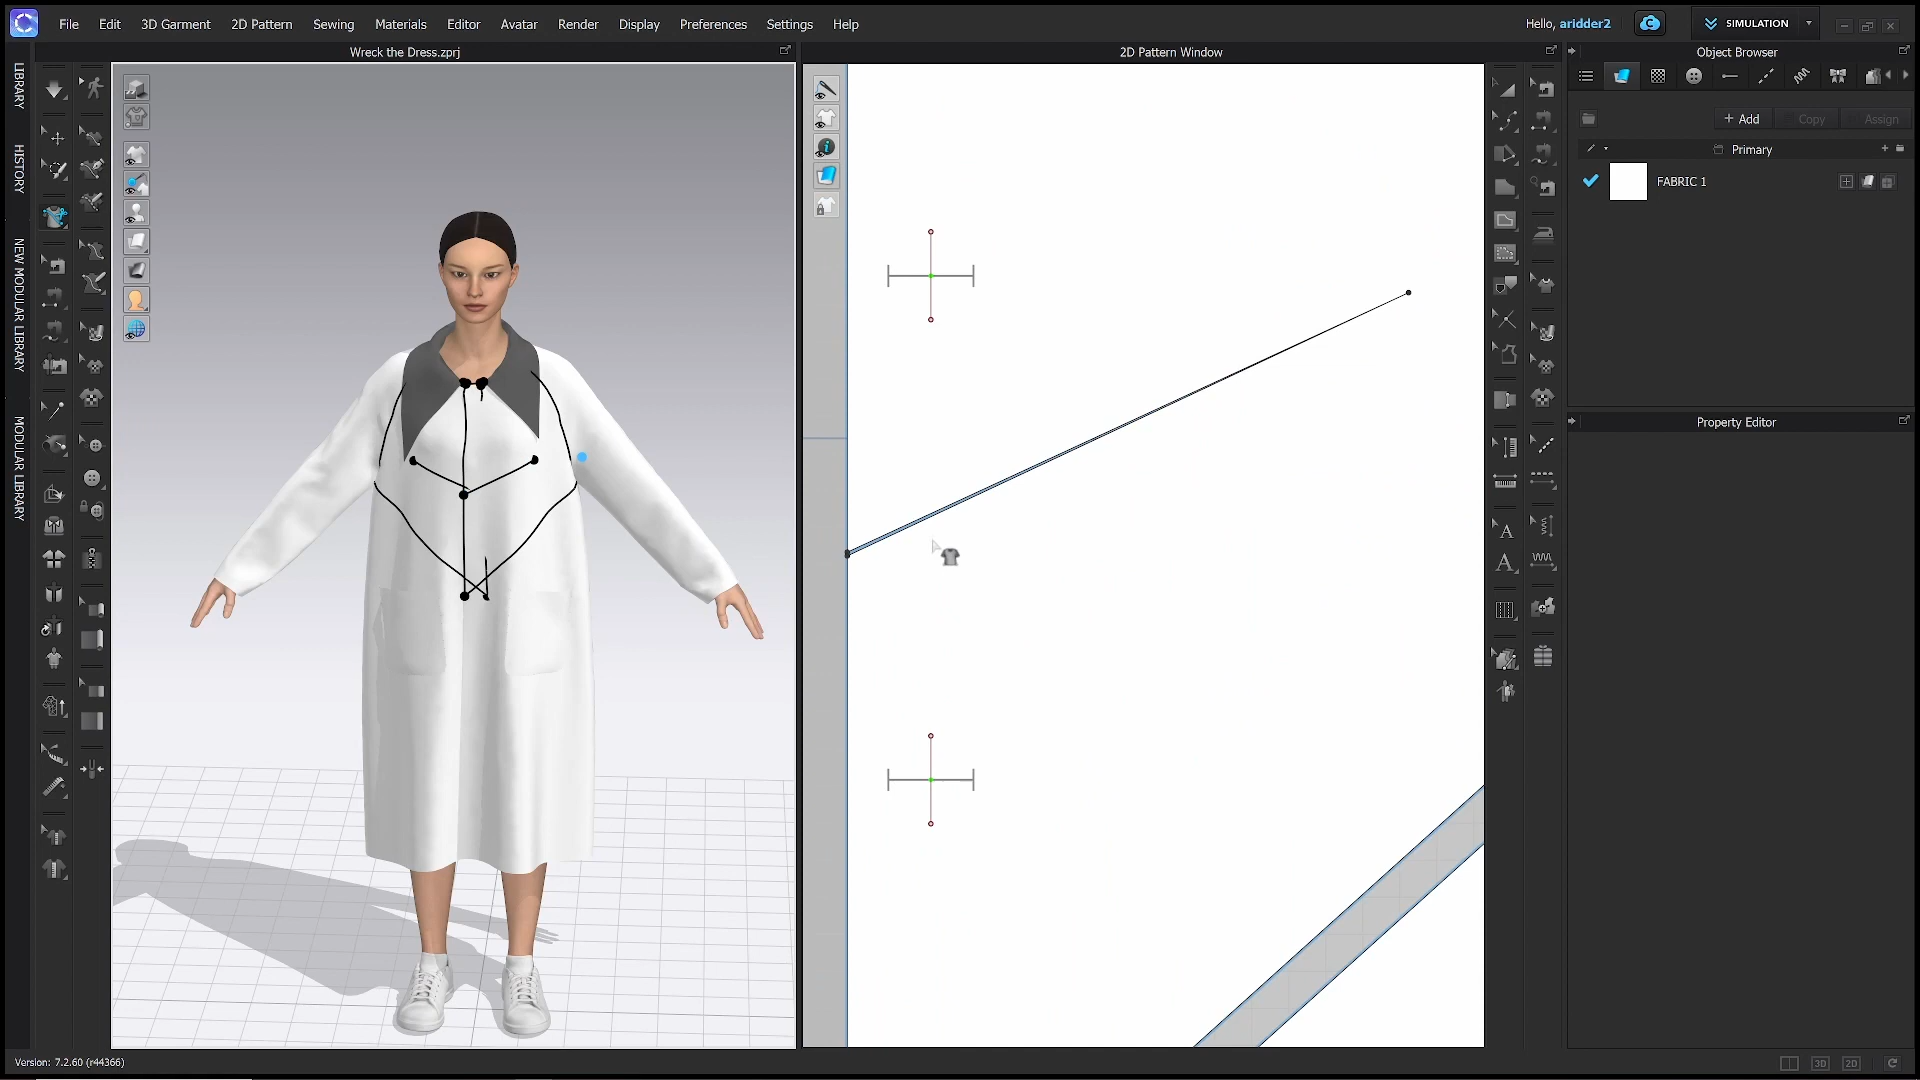 File Edit 3D Garment 2D Pattern Sewing Materials Editor Avatar Render Display Preferences Settings Help
Hello, aridder2
SIMULATION
Wreck the Dress.zprj
2D Pattern Window
Object Browser
LIBRARY
HISTORY
NEW MODULAR LIBRARY
MODULAR LIBRARY
+ Add
Copy
Assign
Primary
FABRIC 1
Property Editor
A
A
Version: 7.2.60 (r44366)
3D
2D